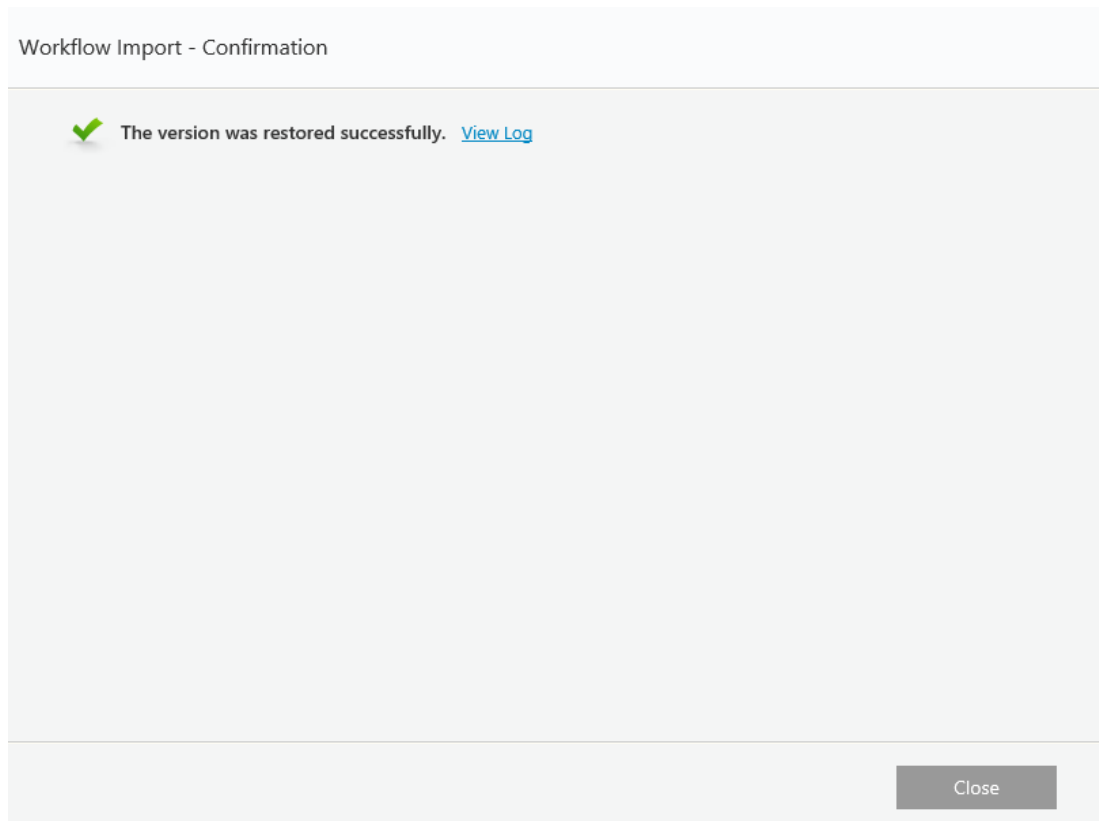 Workflow Import - Confirmation
The version was restored successfully. View Log
Close